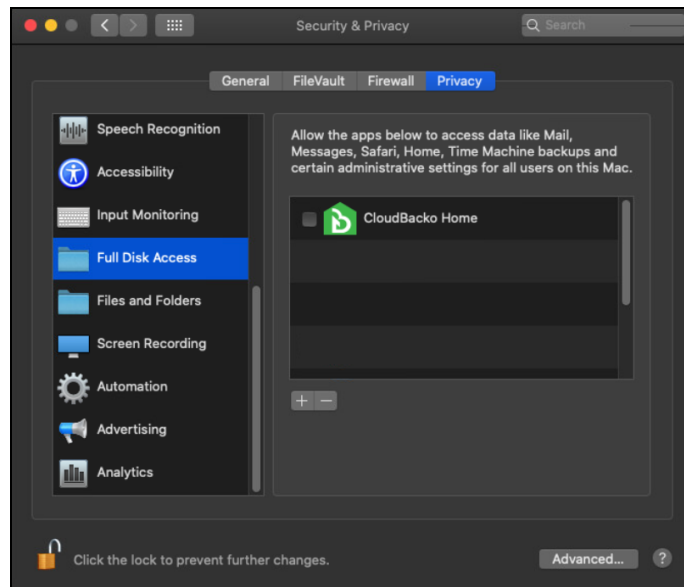 Security & Privacy
Search
General FileVault Firewall Privacy
Speech Recognition
Accessibility
Input Monitoring
Full Disk Access
Files and Folders
Screen Recording
Automation
Advertising
Analytics
Allow the apps below to access data like Mail,
Messages, Safari, Home, Time Machine backups and
certain administrative settings for all users on this Mac.
CloudBacko Home
+ −
Click the lock to prevent further changes.
Advanced... ?